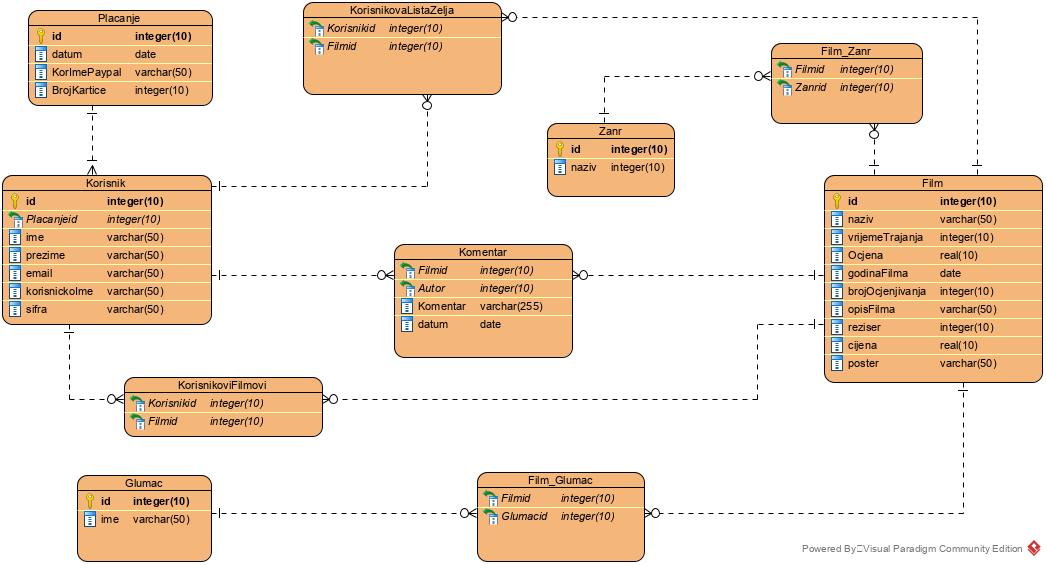 Placanje
id integer(10)
datum date
KorImePaypal varchar(50)
BrojKartice integer(10)
KorisnikovaListaZelja
Korisnikid integer(10)
Filmid integer(10)
Film_Zanr
Filmid integer(10)
Zanrid integer(10)
Zanr
id integer(10)
naziv integer(10)
Korisnik
id integer(10)
Placanjeid integer(10)
ime varchar(50)
prezime varchar(50)
email varchar(50)
korisnickoIme varchar(50)
sifra varchar(50)
Film
id integer(10)
naziv varchar(50)
vrijemeTrajanja integer(10)
Ocjena real(10)
godinaFilma date
brojOcjenjivanja integer(10)
opisFilma varchar(50)
reziser integer(10)
cijena real(10)
poster varchar(50)
Komentar
Filmid integer(10)
Autor integer(10)
Komentar varchar(255)
datum date
KorisnikoviFilmovi
Korisnikid integer(10)
Filmid integer(10)
Glumac
id integer(10)
ime varchar(50)
Film_Glumac
Filmid integer(10)
Glumacid integer(10)
Powered By Visual Paradigm Community Edition